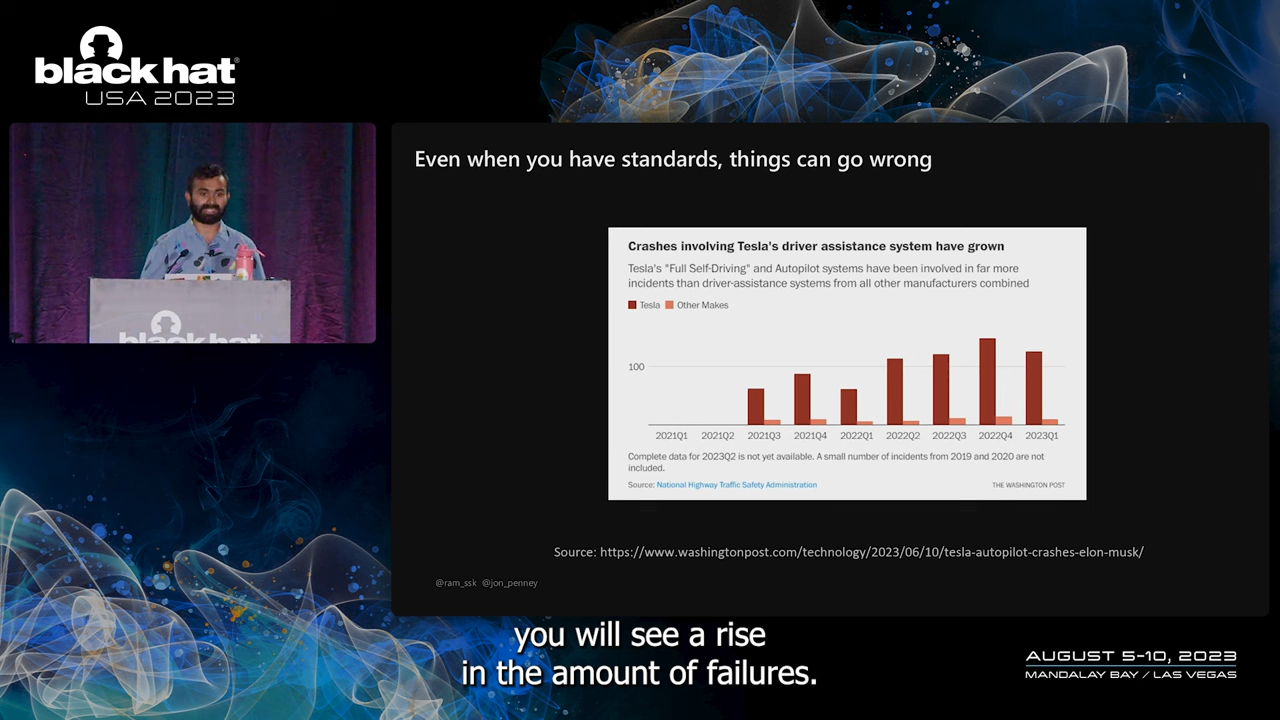 black hat®
USA 2023
black hat
Even when you have standards, things can go wrong
Crashes involving Tesla's driver assistance system have grown
Tesla's "Full Self-Driving" and Autopilot systems have been involved in far more
incidents than driver-assistance systems from all other manufacturers combined
Tesla Other Makes
100
2021Q1 2021Q2 2021Q3 2021Q4 2022Q1 2022Q2 2022Q3 2022Q4 2023Q1
Complete data for 2023Q2 is not yet available. A small number of incidents from 2019 and 2020 are not
included.
Source: National Highway Traffic Safety Administration THE WASHINGTON POST
Source: https://www.washingtonpost.com/technology/2023/06/10/tesla-autopilot-crashes-elon-musk/
@ram_ssk @jon_penney
you will see a rise
in the amount of failures.
AUGUST 5-10, 2023
MANDALAY BAY / LAS VEGAS